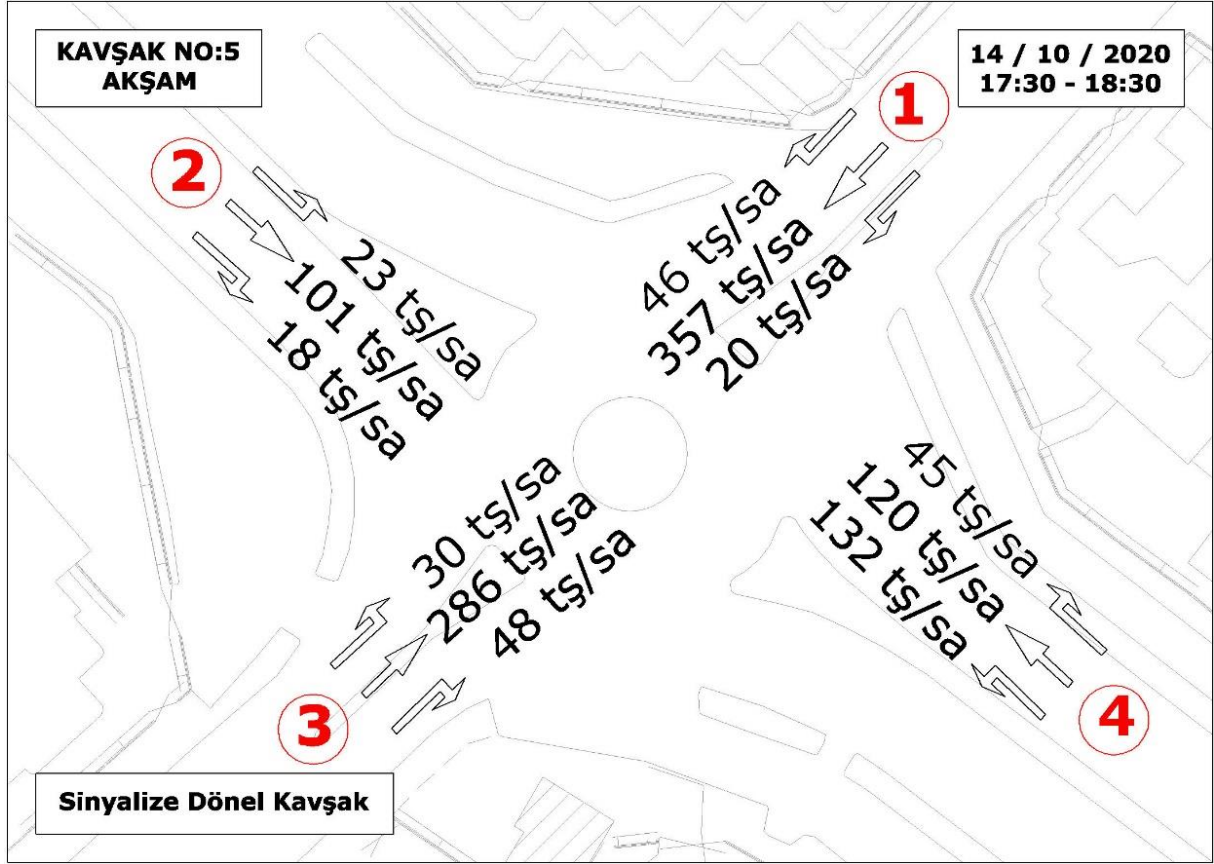 KAVŞAK NO:5
AKŞAM
14 / 10 / 2020
17:30 - 18:30
1
46 tş/sa
357 tş/sa
20 tş/sa
2
23 tş/sa
101 tş/sa
18 tş/sa
30 tş/sa
286 tş/sa
48 tş/sa
3
45 tş/sa
120 tş/sa
132 tş/sa
4
Sinyalize Dönel Kavşak